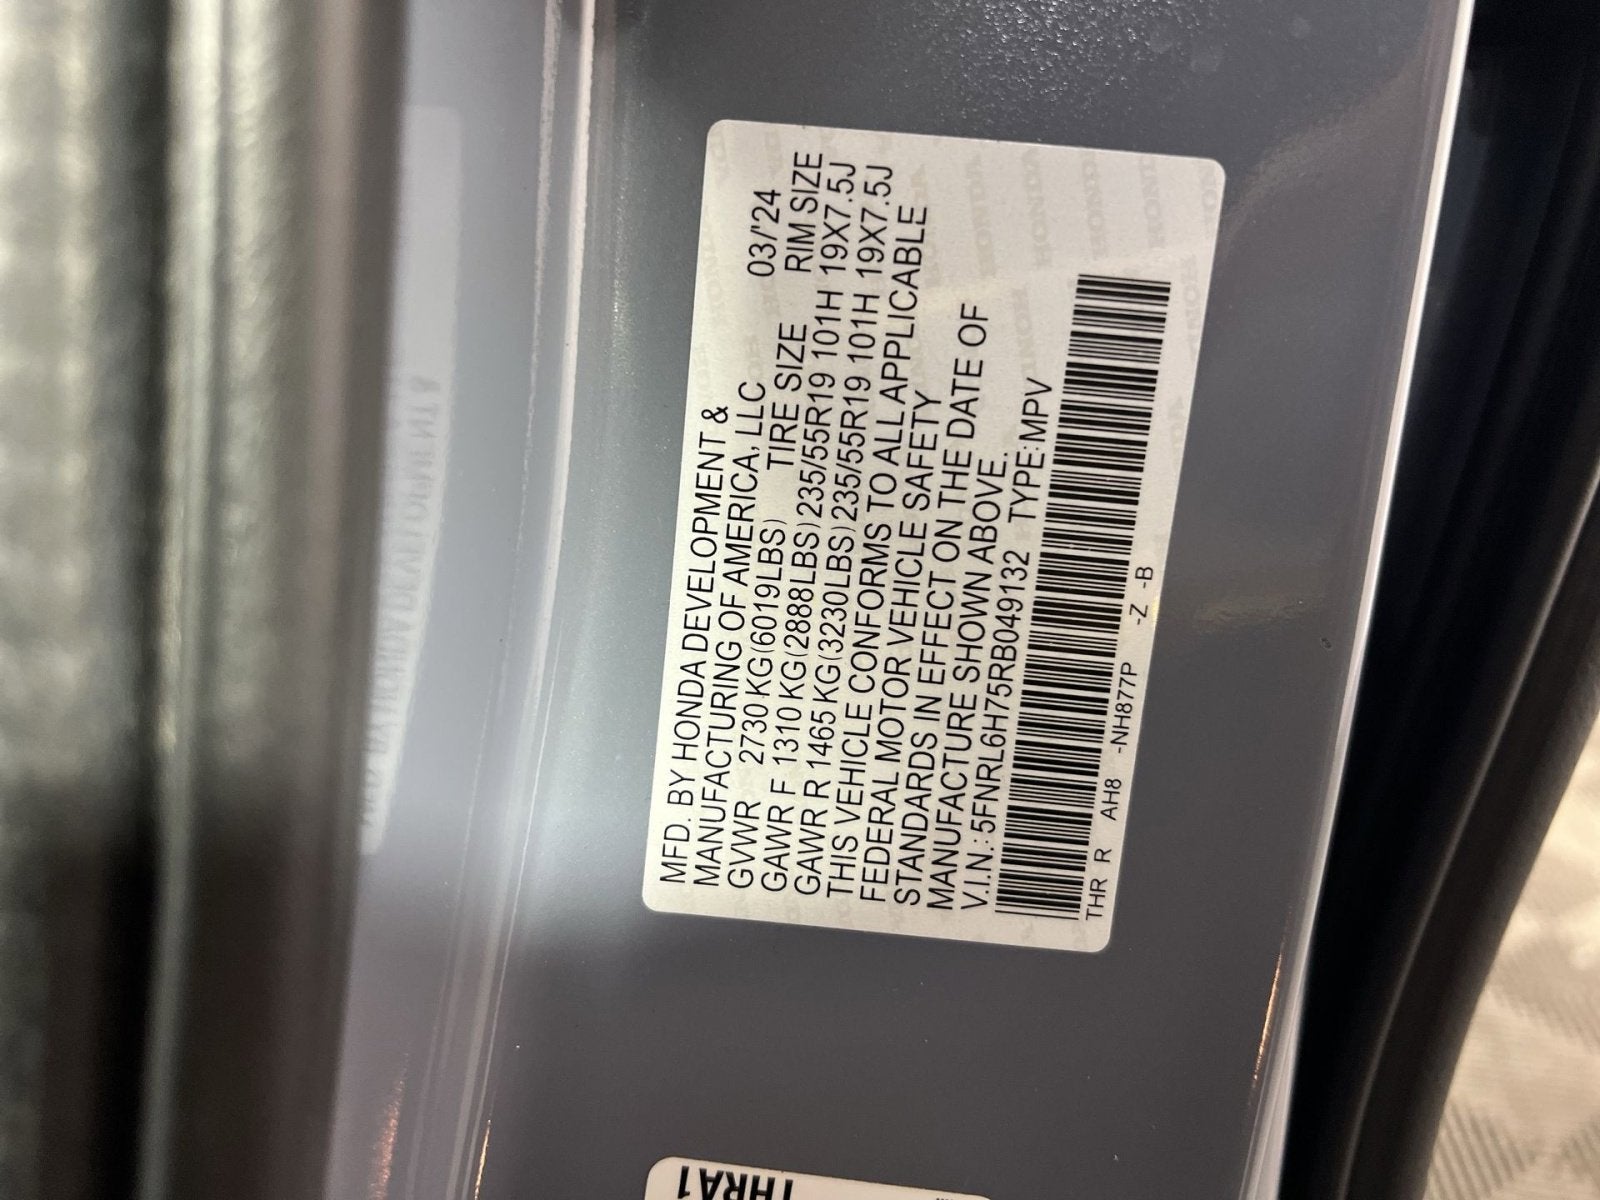 MFD. BY HONDA DEVELOPMENT &
MANUFACTURING OF AMERICA, LLC 03/'24
GVWR 2730 KG(6019LBS) TIRE SIZE RIM SIZE
GAWR F 1310 KG(2888LBS) 235/55R19 101H 19X7.5J
GAWR R 1465 KG(3230LBS) 235/55R19 101H 19X7.5J
THIS VEHICLE CONFORMS TO ALL APPLICABLE
FEDERAL MOTOR VEHICLE SAFETY
STANDARDS IN EFFECT ON THE DATE OF
MANUFACTURE SHOWN ABOVE.
V.I.N.:5FNRL6H75RB049132 TYPE:MPV
THR R AH8 -NH877P -Z -B
THRA1
HONDA